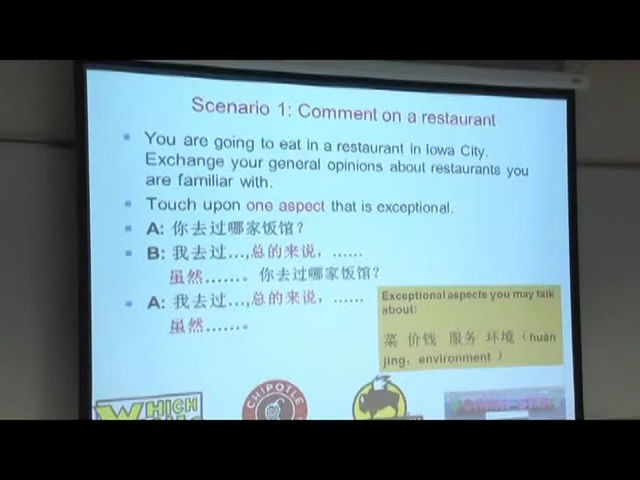 Scenario 1: Comment on a restaurant
You are going to eat in a restaurant in Iowa City.
Exchange your general opinions about restaurants you
are familiar with.
Touch upon one aspect that is exceptional.
A: 你去过哪家饭馆？
B: 我去过…,总的来说，……
虽然……。你去过哪家饭馆？
A: 我去过…,总的来说，……
虽然……。
Exceptional aspects you may talk
about:
菜 价钱 服务 环境（huan
jing，environment ）
WHICH
CHIPOTLE